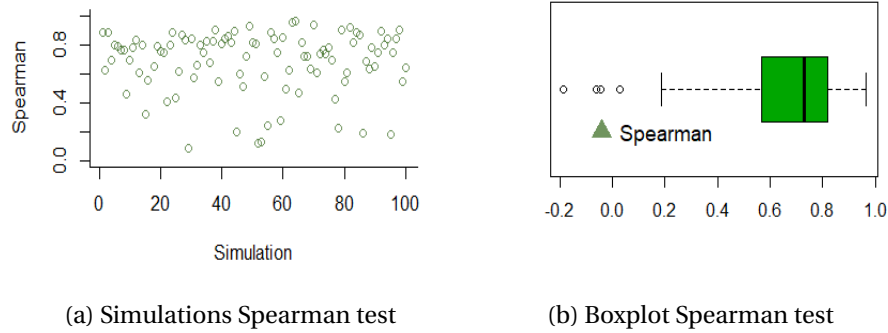 Spearman
0.0 0.4 0.8
0 20 40 60 80 100
Simulation
(a) Simulations Spearman test
Spearman
-0.2 0.0 0.2 0.4 0.6 0.8 1.0
(b) Boxplot Spearman test